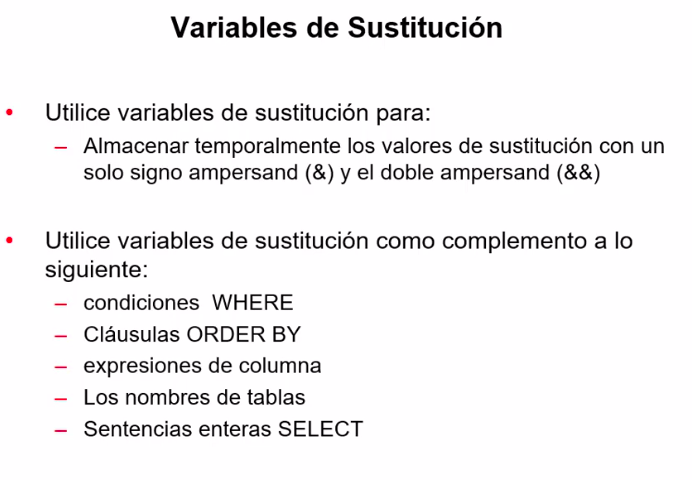 Variables de Sustitución
• Utilice variables de sustitución para:
– Almacenar temporalmente los valores de sustitución con un
solo signo ampersand (&) y el doble ampersand (&&)
• Utilice variables de sustitución como complemento a lo
siguiente:
– condiciones  WHERE
– Cláusulas ORDER BY
– expresiones de columna
– Los nombres de tablas
– Sentencias enteras SELECT